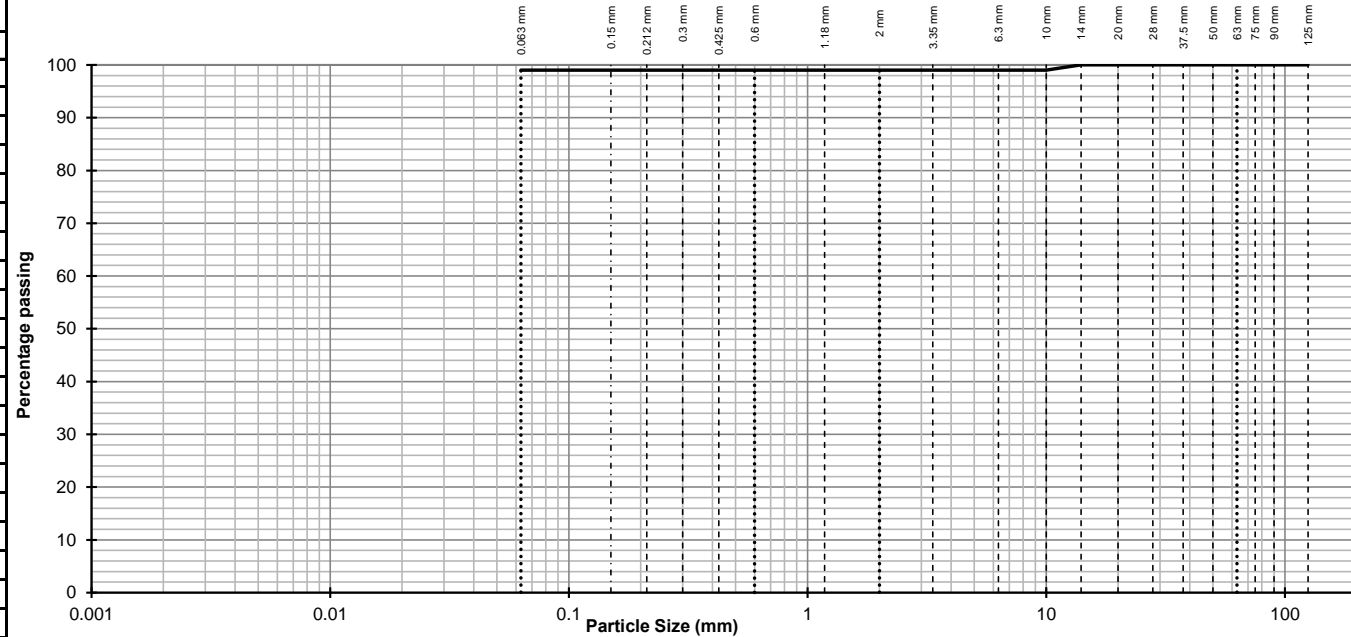 0.063 mm
0.15 mm
0.212 mm
0.3 mm
0.425 mm
0.6 mm
1.18 mm
2 mm
3.35 mm
6.3 mm
10 mm
14 mm
20 mm
28 mm
37.5 mm
50 mm
63 mm
75 mm
90 mm
125 mm
100
90
80
70
60
50
40
30
20
10
0
Percentage passing
0.001
0.01
0.1
1
10
100
Particle Size (mm)